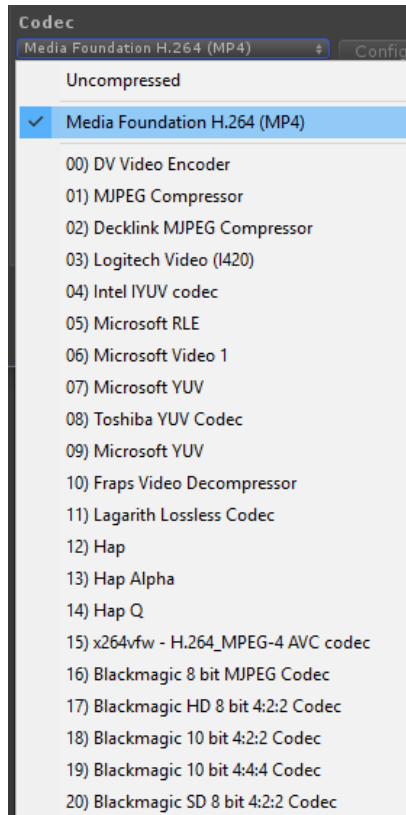 Codec
Media Foundation H.264 (MP4)
Config
Uncompressed
Media Foundation H.264 (MP4)
00) DV Video Encoder
01) MJPEG Compressor
02) Decklink MJPEG Compressor
03) Logitech Video (I420)
04) Intel IYUV codec
05) Microsoft RLE
06) Microsoft Video 1
07) Microsoft YUV
08) Toshiba YUV Codec
09) Microsoft YUV
10) Fraps Video Decompressor
11) Lagarith Lossless Codec
12) Hap
13) Hap Alpha
14) Hap Q
15) x264vfw - H.264_MPEG-4 AVC codec
16) Blackmagic 8 bit MJPEG Codec
17) Blackmagic HD 8 bit 4:2:2 Codec
18) Blackmagic 10 bit 4:2:2 Codec
19) Blackmagic 10 bit 4:4:4 Codec
20) Blackmagic SD 8 bit 4:2:2 Codec